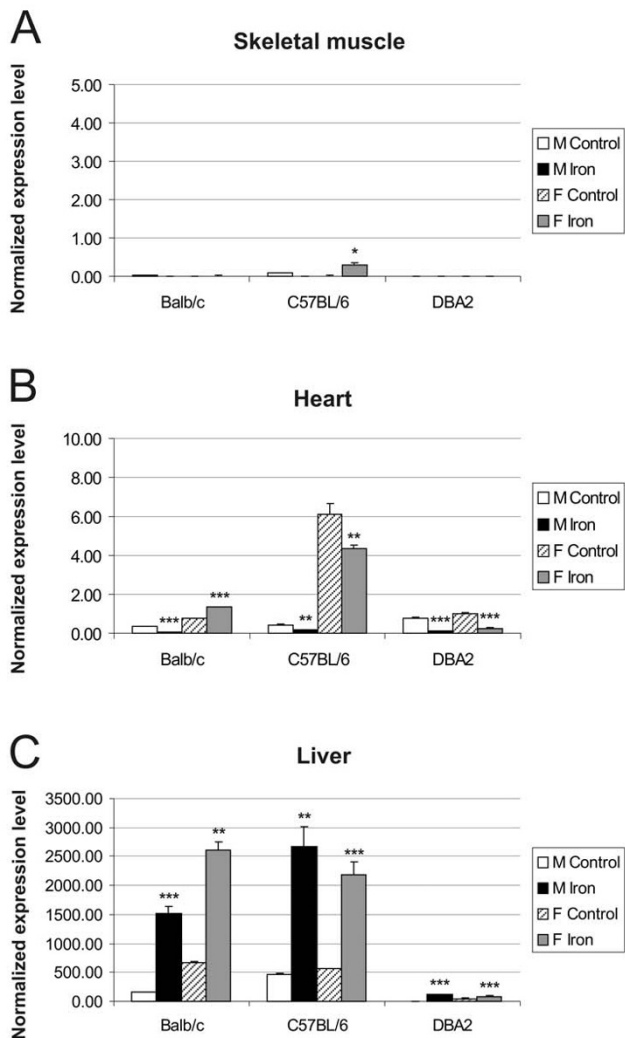 A
Skeletal muscle
Normalized expression level
5.00
4.00
3.00
2.00
1.00
0.00
*
Balb/c C57BL/6 DBA2
M Control
M Iron
F Control
F Iron
B
Heart
Normalized expression level
10.00
8.00
6.00
4.00
2.00
0.00
*** *** ** ** *** ***
Balb/c C57BL/6 DBA2
M Control
M Iron
F Control
F Iron
C
Liver
Normalized expression level
3500.00
3000.00
2500.00
2000.00
1500.00
1000.00
500.00
0.00
*** ** ** *** *** ***
Balb/c C57BL/6 DBA2
M Control
M Iron
F Control
F Iron